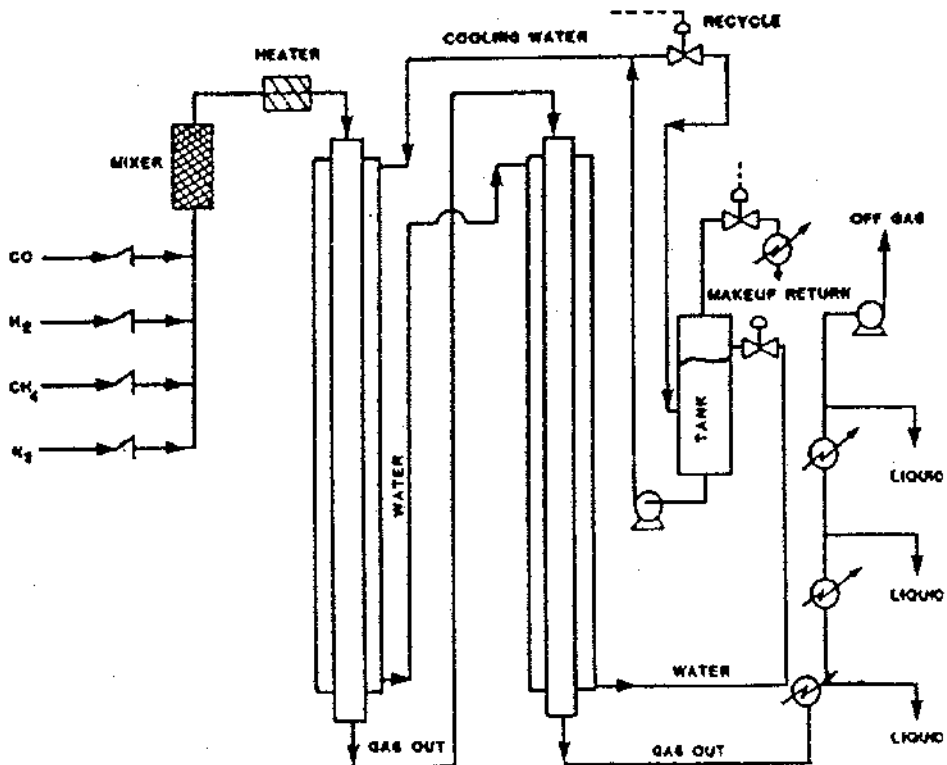 RECYCLE
COOLING WATER
HEATER
MIXER
OFF GAS
CO
MAKEUF RETURN
H2
CH4
TANK
N2
WATER
LIQUID
LIQUID
WATER
LIQUID
GAS OUT
GAS OUT